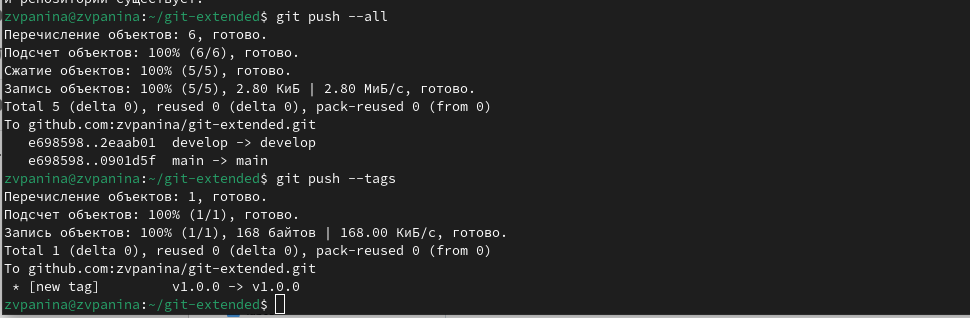 и репозиторий существует.
zvpanina@zvpanina:~/git-extended$ git push --all
Перечисление объектов: 6, готово.
Подсчет объектов: 100% (6/6), готово.
Сжатие объектов: 100% (5/5), готово.
Запись объектов: 100% (5/5), 2.80 КиБ | 2.80 МиБ/с, готово.
Total 5 (delta 0), reused 0 (delta 0), pack-reused 0 (from 0)
To github.com:zvpanina/git-extended.git
   e698598..2eaab01  develop -> develop
   e698598..0901d5f  main -> main
zvpanina@zvpanina:~/git-extended$ git push --tags
Перечисление объектов: 1, готово.
Подсчет объектов: 100% (1/1), готово.
Запись объектов: 100% (1/1), 168 байтов | 168.00 КиБ/с, готово.
Total 1 (delta 0), reused 0 (delta 0), pack-reused 0 (from 0)
To github.com:zvpanina/git-extended.git
 * [new tag]         v1.0.0 -> v1.0.0
zvpanina@zvpanina:~/git-extended$